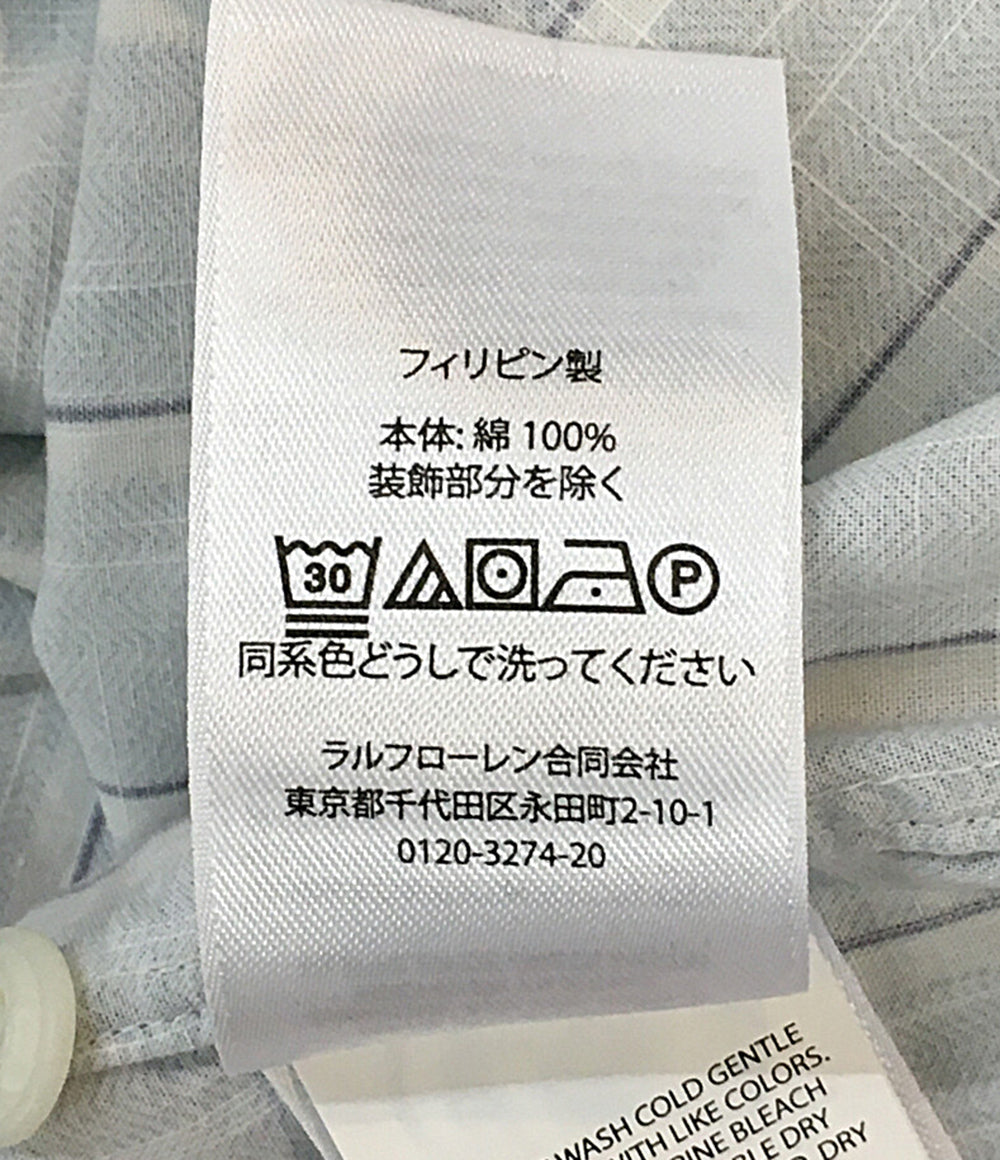 フィリピン製
本体: 綿 100%
装飾部分を除く
30 P
同系色どうしで洗ってください
ラルフローレン合同会社
東京都千代田区永田町2-10-1
0120-3274-20
WASH COLD GENTLE
WITH LIKE COLORS.
BLEACH
DRY
DRY